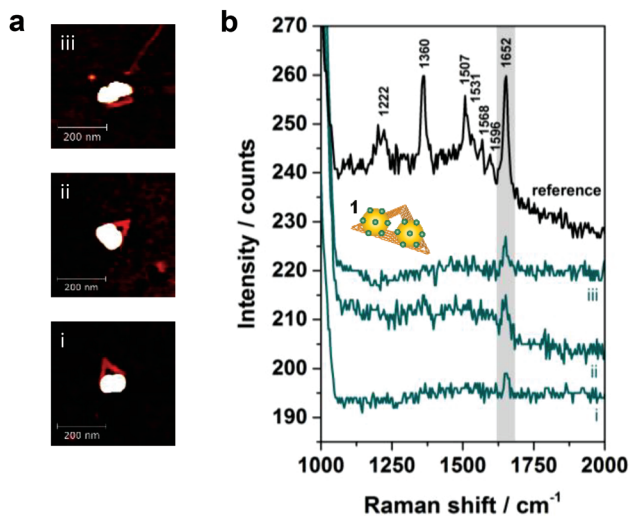 a
iii
200 nm
ii
200 nm
i
200 nm
b
270
260
250
240
230
220
210
200
190
Intensity / counts
1222
1360
1507
1531
1568
1596
1652
reference
1
iii
ii
i
1000 1250 1500 1750 2000
Raman shift / cm⁻¹